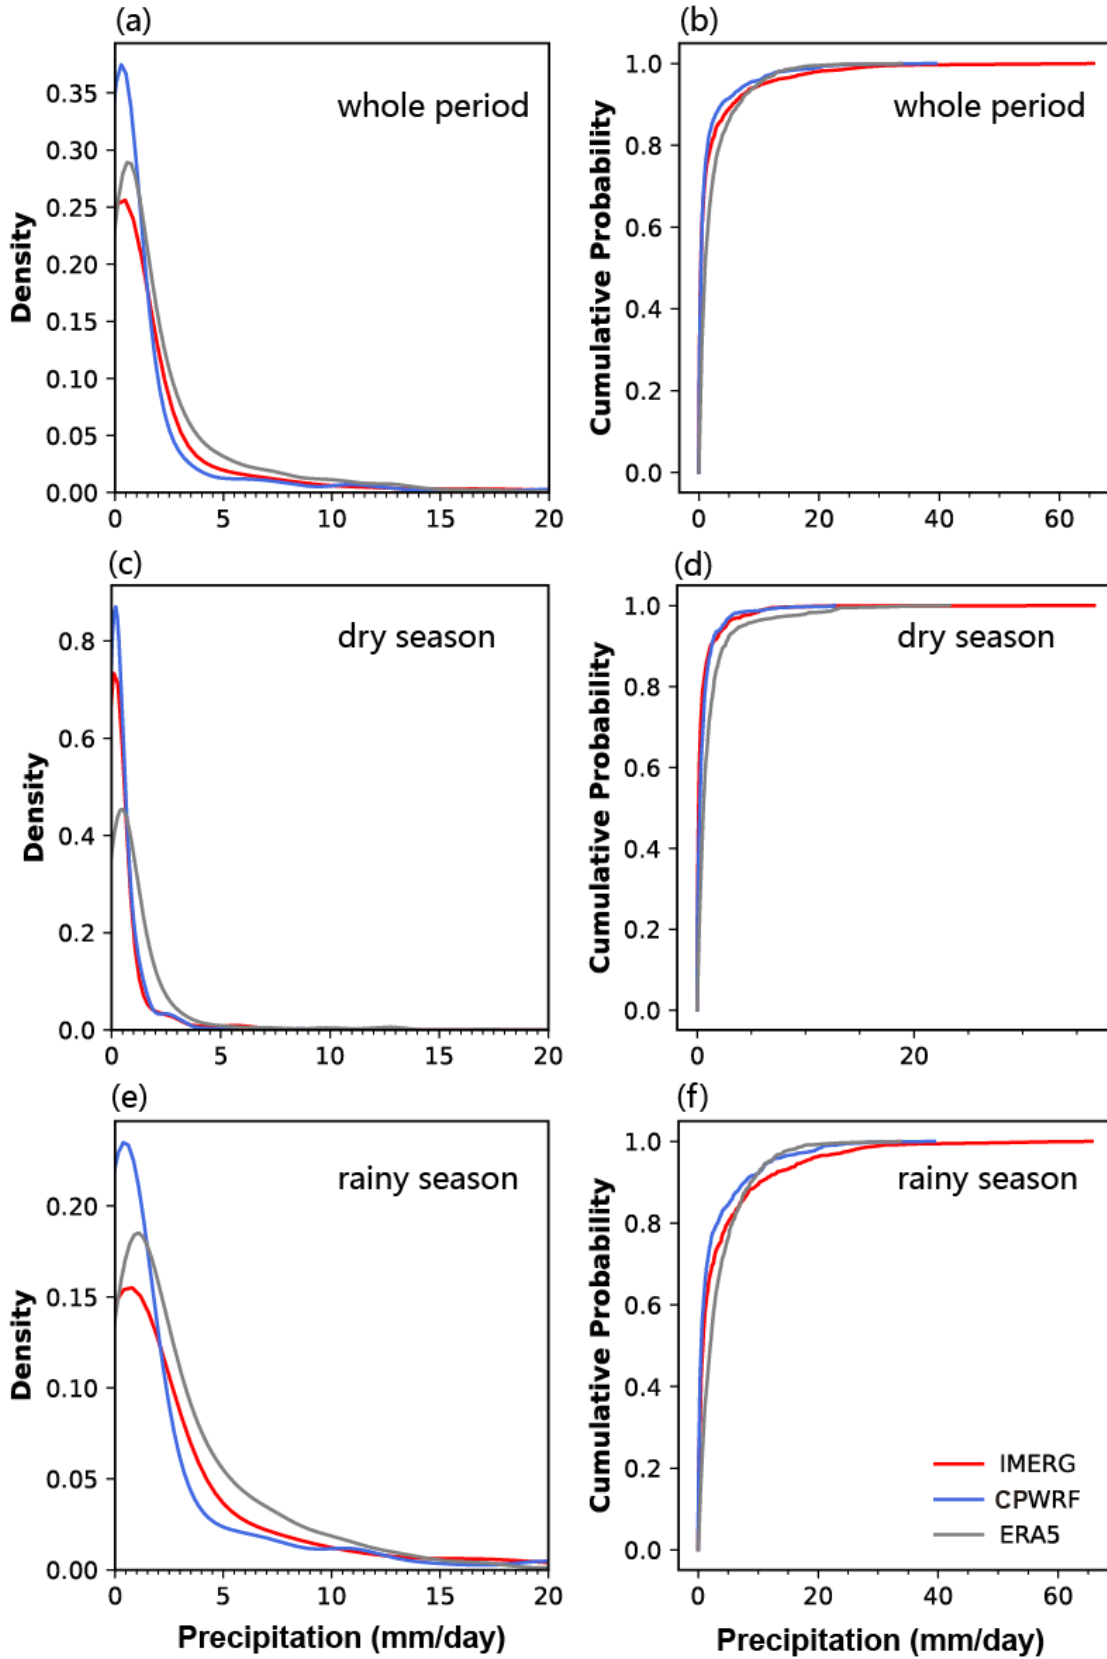 (a)
whole period
Density
0.35
0.30
0.25
0.20
0.15
0.10
0.05
0.00
0 5 10 15 20
(b)
whole period
Cumulative Probability
1.0
0.8
0.6
0.4
0.2
0.0
0 20 40 60
(c)
dry season
Density
0.8
0.6
0.4
0.2
0.0
0 5 10 15 20
(d)
dry season
Cumulative Probability
1.0
0.8
0.6
0.4
0.2
0.0
0 20
(e)
rainy season
Density
0.20
0.15
0.10
0.05
0.00
0 5 10 15 20
Precipitation (mm/day)
(f)
rainy season
Cumulative Probability
1.0
0.8
0.6
0.4
0.2
0.0
IMERG
CPWRF
ERA5
0 20 40 60
Precipitation (mm/day)